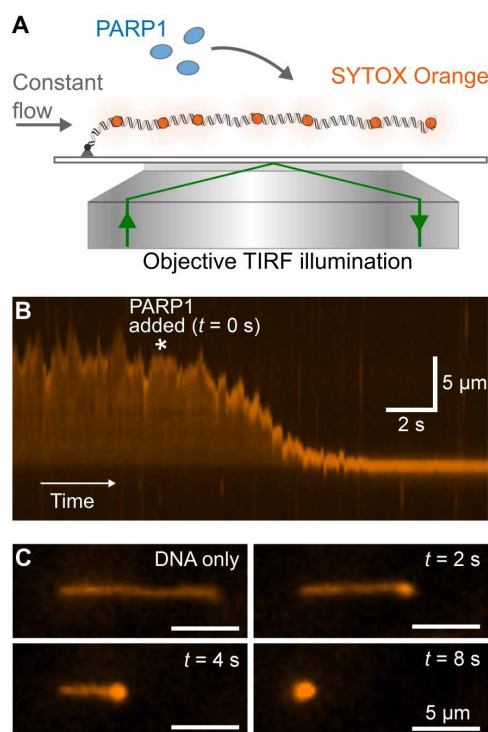 A
PARP1
SYTOX Orange
Constant
flow
Objective TIRF illumination
B
PARP1
added (t = 0 s)
*
5 μm
2 s
Time
C
DNA only
t = 2 s
t = 4 s
t = 8 s
5 μm